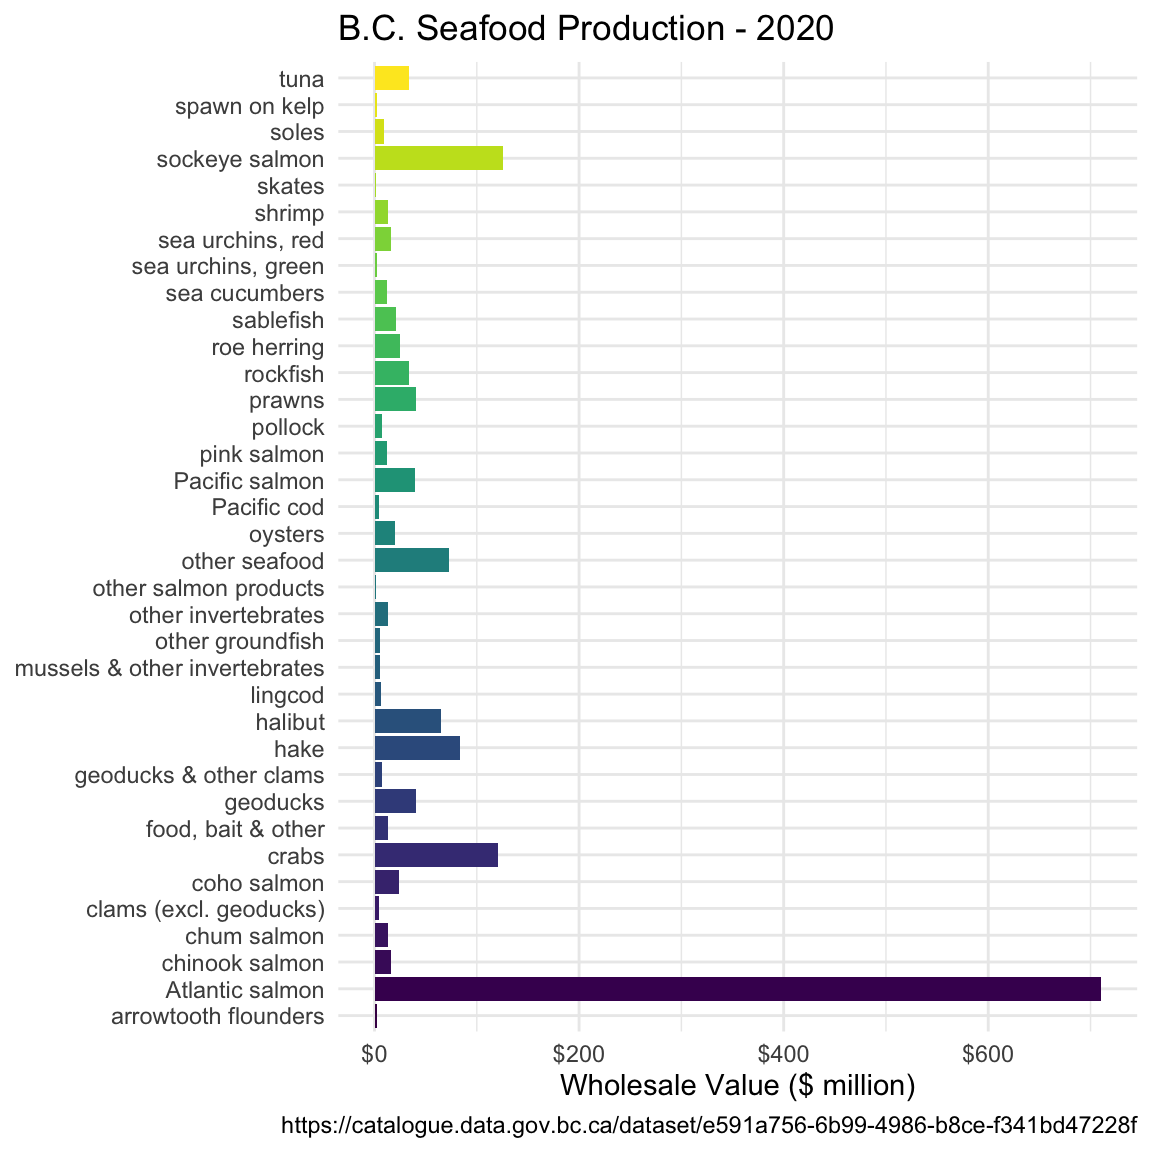 B.C. Seafood Production - 2020
tuna
spawn on kelp
soles
sockeye salmon
skates
shrimp
sea urchins, red
sea urchins, green
sea cucumbers
sablefish
roe herring
rockfish
prawns
pollock
pink salmon
Pacific salmon
Pacific cod
oysters
other seafood
other salmon products
other invertebrates
other groundfish
mussels & other invertebrates
lingcod
halibut
hake
geoducks & other clams
geoducks
food, bait & other
crabs
coho salmon
clams (excl. geoducks)
chum salmon
chinook salmon
Atlantic salmon
arrowtooth flounders
$0 $200 $400 $600
Wholesale Value ($ million)
https://catalogue.data.gov.bc.ca/dataset/e591a756-6b99-4986-b8ce-f341bd47228f